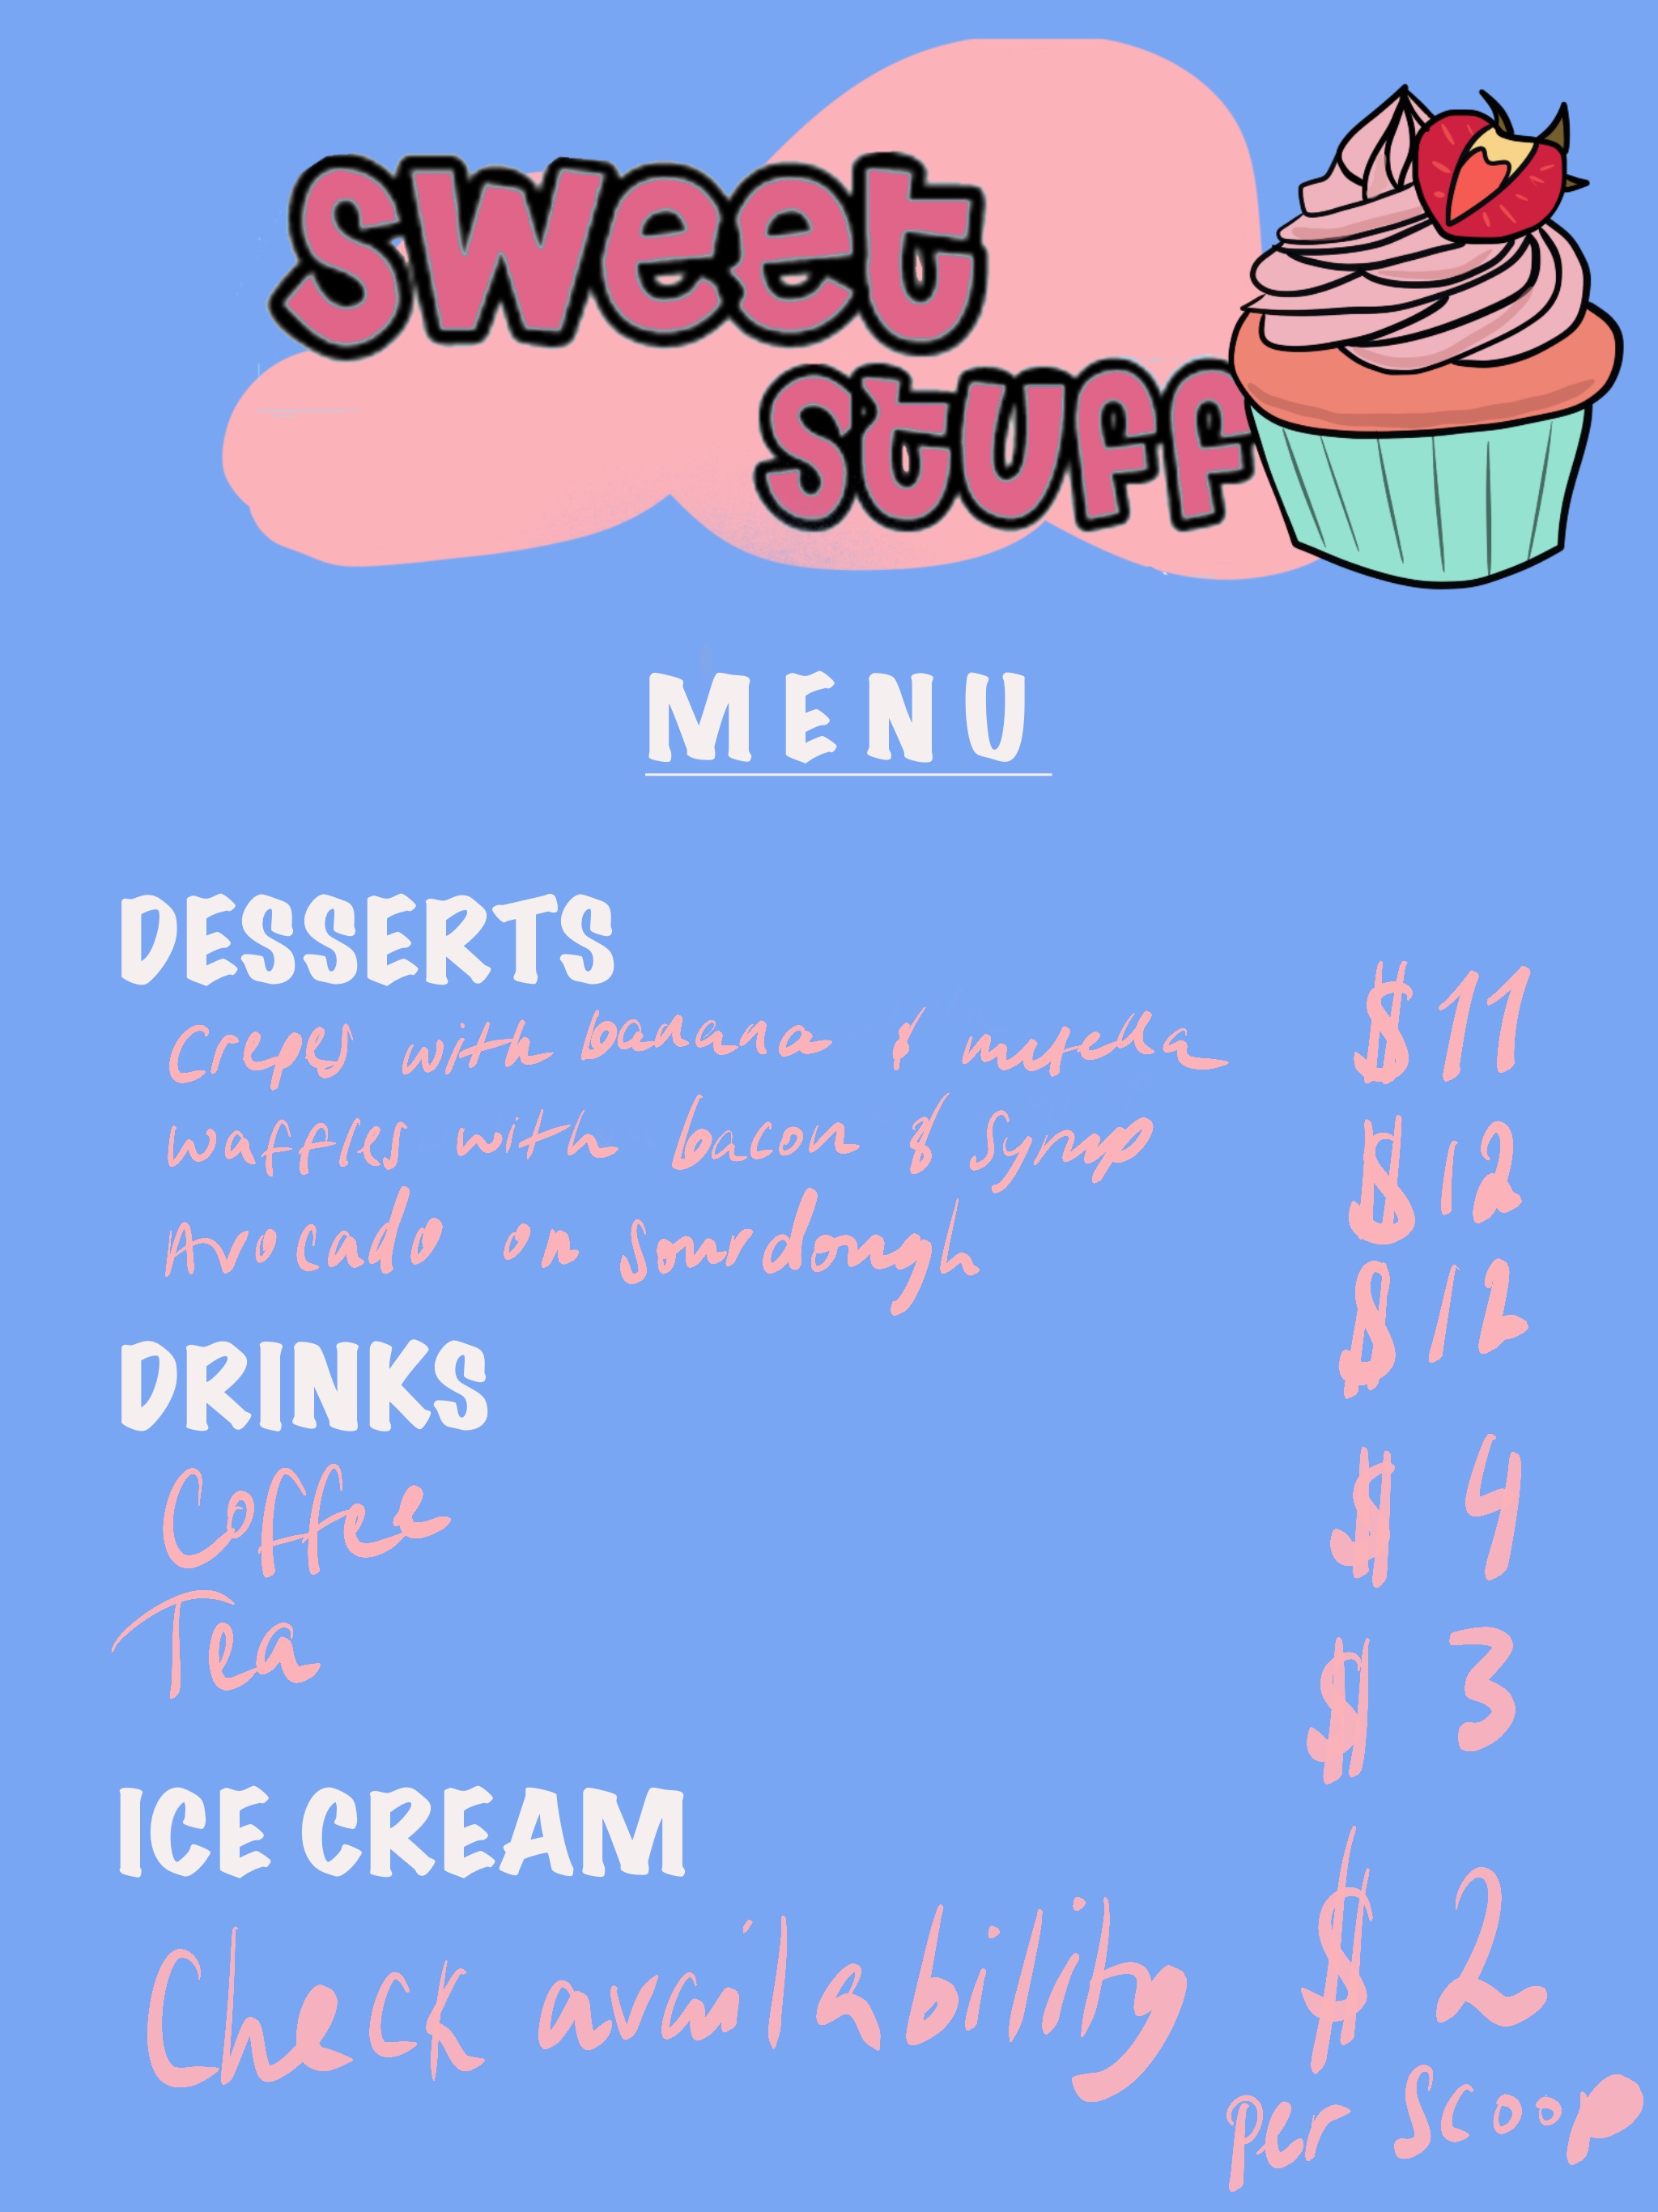 sweet
stuff
MENU
DESSERTS
Crepes with banana & nutella $11
waffles with bacon & Syrup $12
Avocado on Sourdough $12
DRINKS
Coffee $4
Tea $3
ICE CREAM
Check availability $2
per Scoop